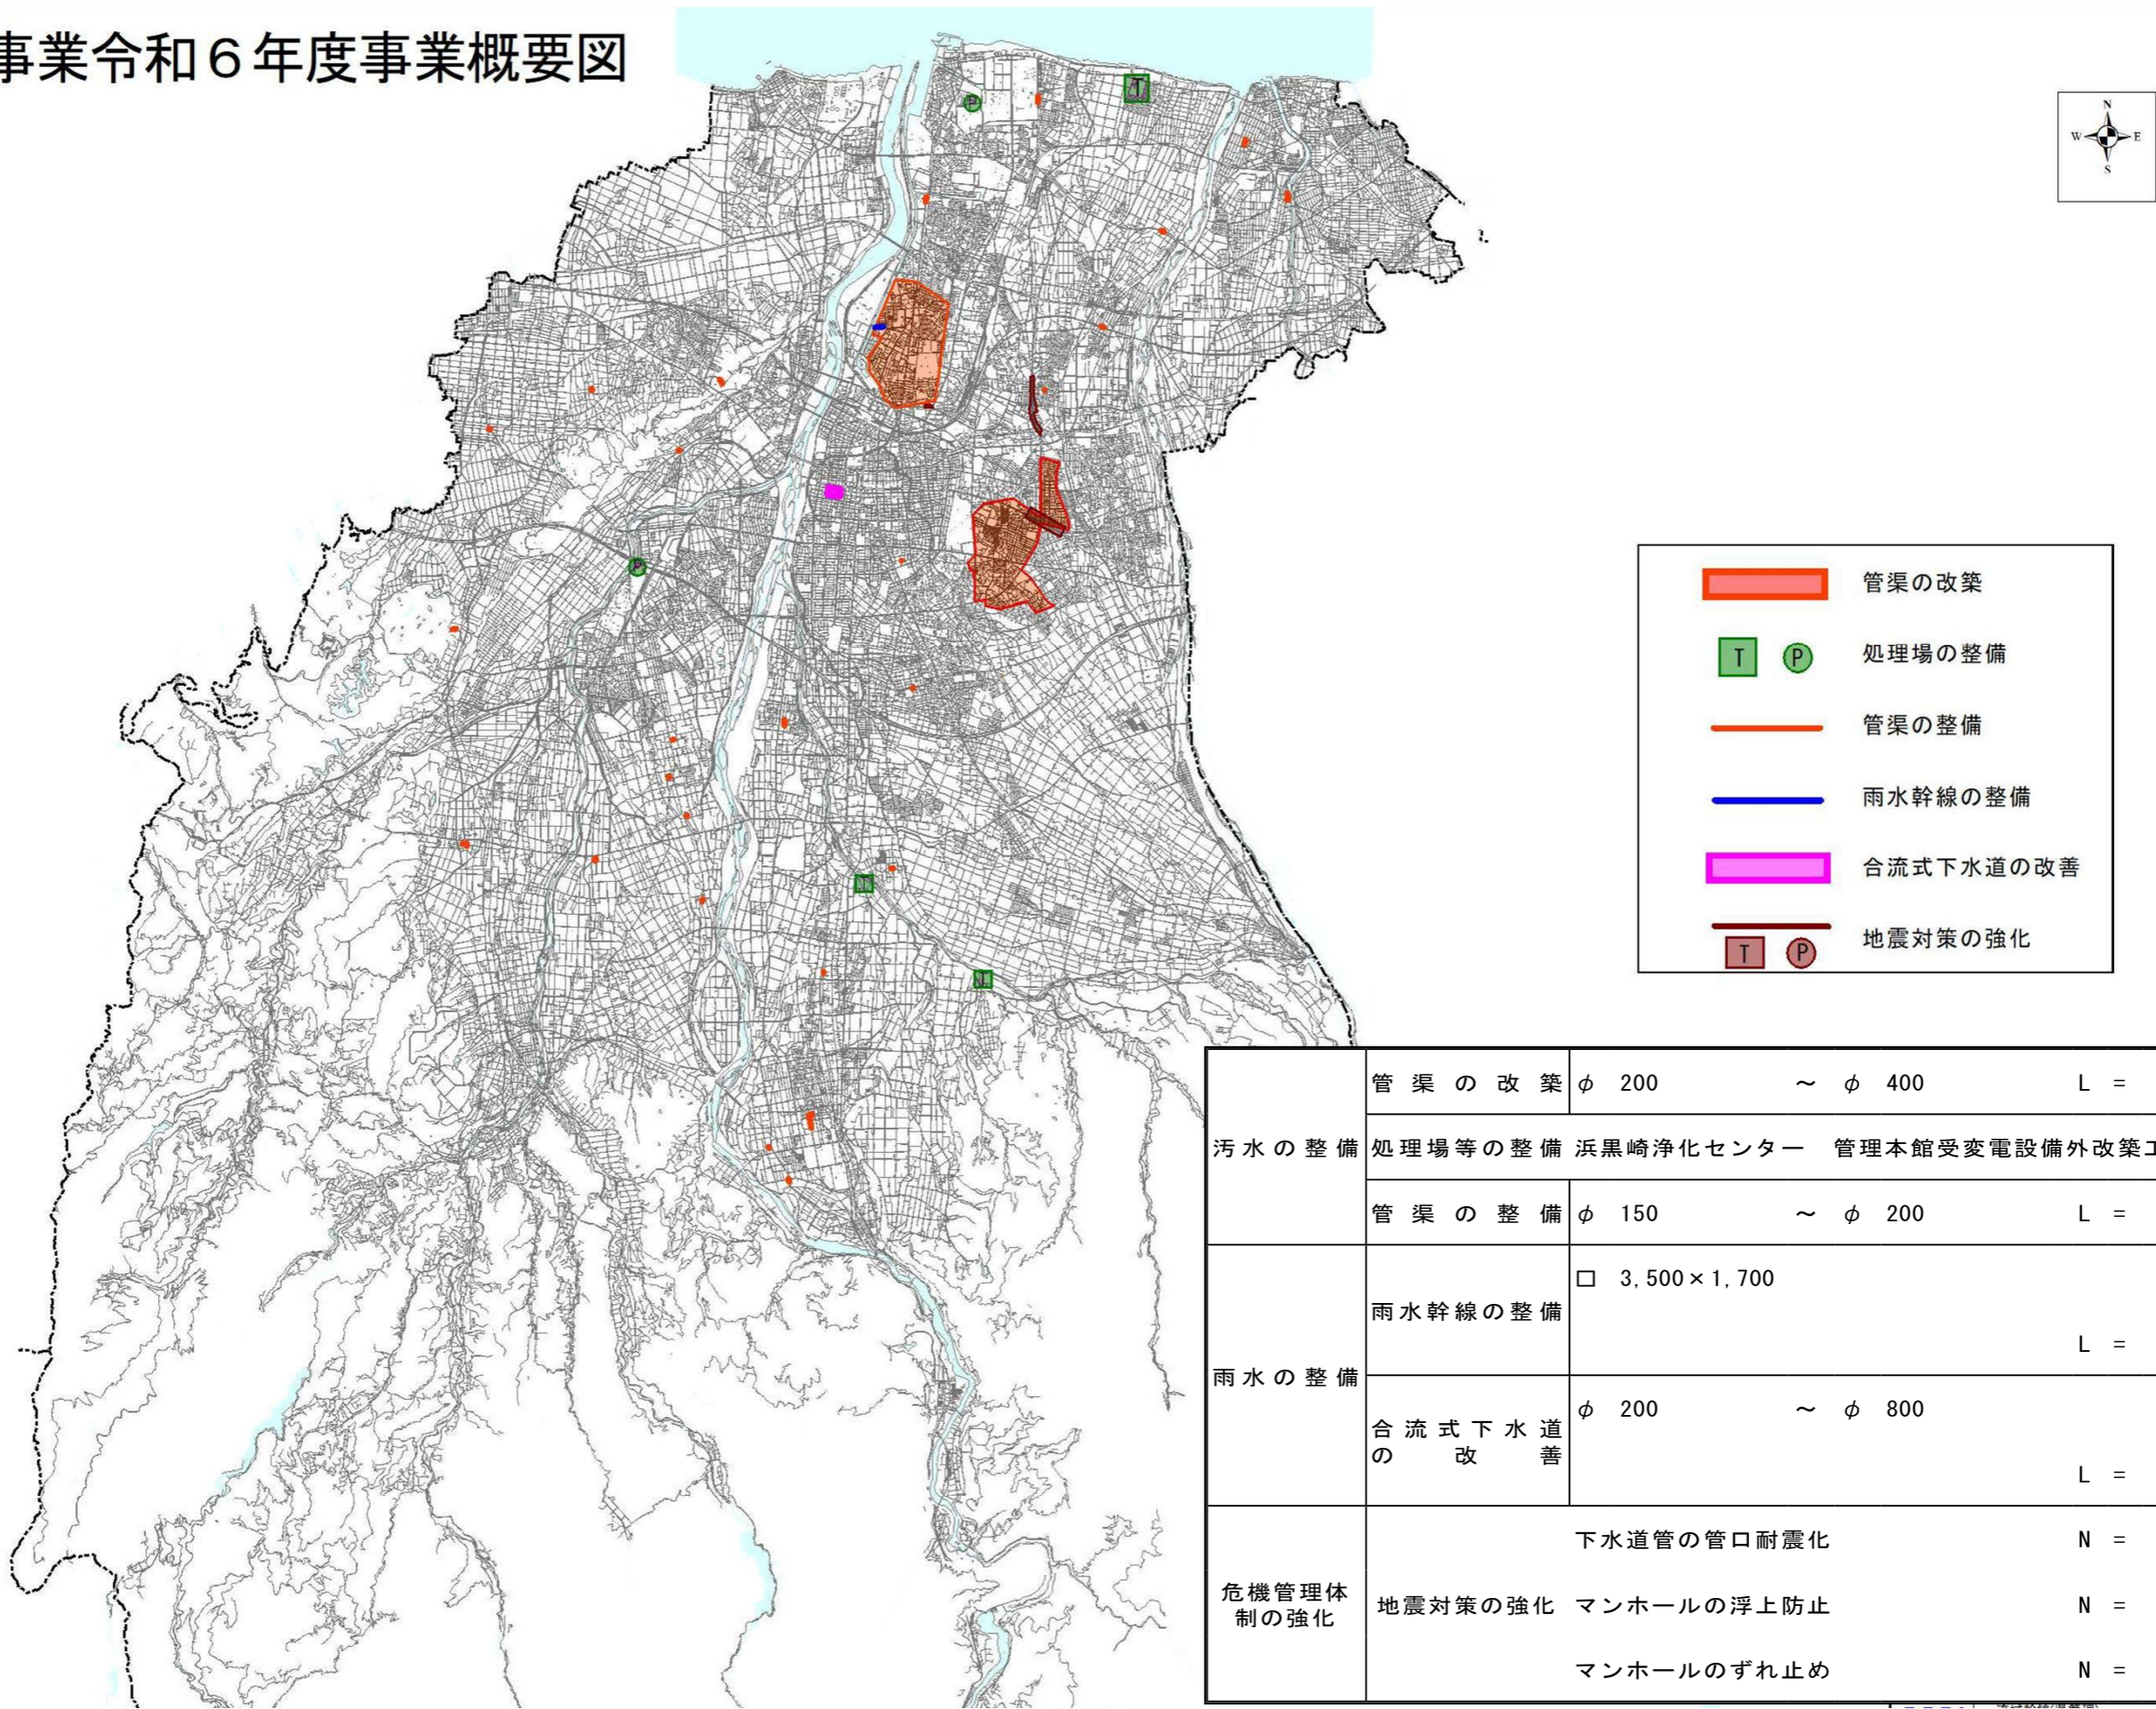 事業令和６年度事業概要図
N
W E
S
P
T
P
T
T
管渠の改築
T P 処理場の整備
管渠の整備
雨水幹線の整備
合流式下水道の改善
地震対策の強化
T P
汚水の整備
管渠の改築 φ 200 ～ φ 400 L =
処理場等の整備 浜黒崎浄化センター 管理本館受変電設備外改築工
管渠の整備 φ 150 ～ φ 200 L =
雨水の整備
雨水幹線の整備 □ 3,500×1,700
L =
合流式下水道
の改善
φ 200 ～ φ 800
L =
危機管理体
制の強化
地震対策の強化
下水道管の管口耐震化 N =
マンホールの浮上防止 N =
マンホールのずれ止め N =